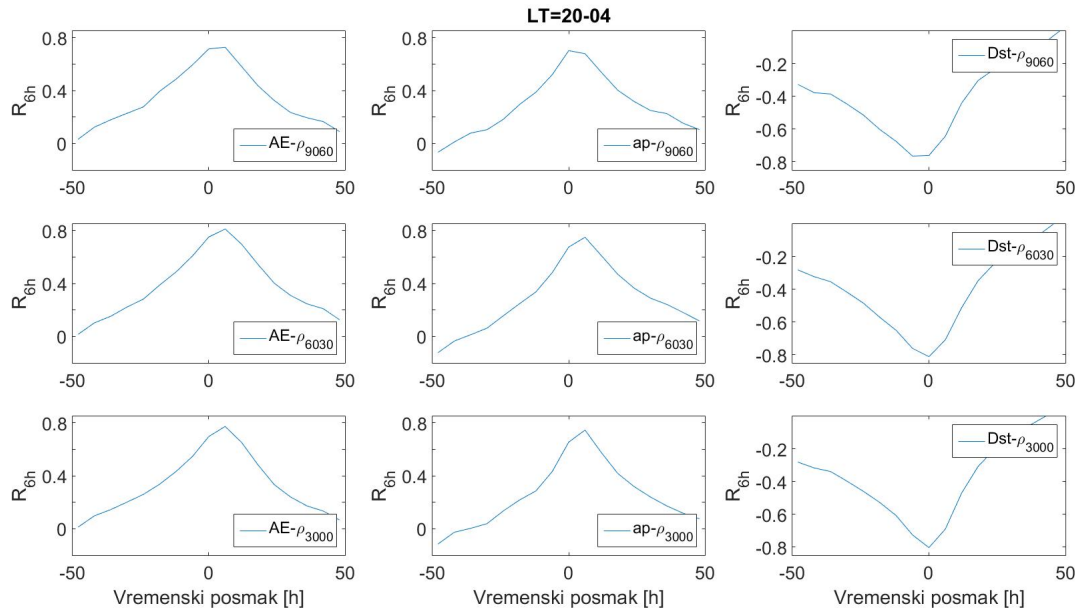 LT=20-04
0.8
0.4
0
R6h
AE-ρ9060
-50 0 50
0.8
0.4
0
R6h
ap-ρ9060
-50 0 50
-0.2
-0.4
-0.6
-0.8
R6h
Dst-ρ9060
-50 0 50
0.8
0.4
0
R6h
AE-ρ6030
-50 0 50
0.8
0.4
0
R6h
ap-ρ6030
-50 0 50
-0.2
-0.4
-0.6
-0.8
R6h
Dst-ρ6030
-50 0 50
0.8
0.4
0
R6h
AE-ρ3000
-50 0 50
Vremenski posmak [h]
0.8
0.4
0
R6h
ap-ρ3000
-50 0 50
Vremenski posmak [h]
-0.2
-0.4
-0.6
-0.8
R6h
Dst-ρ3000
-50 0 50
Vremenski posmak [h]